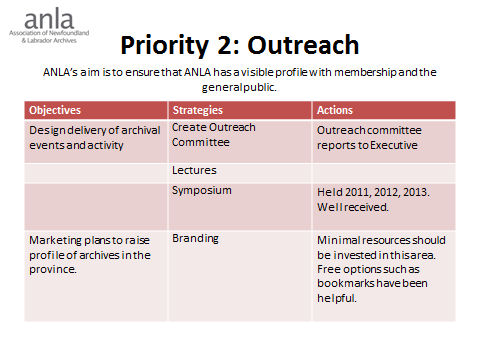 anla
Association of Newfoundland
& Labrador Archives
Priority 2: Outreach
ANLA's aim is to ensure that ANLA has a visible profile with membership and the
general public.
Objectives Strategies Actions
Design delivery of archival
events and activity
Create Outreach
Committee
Outreach committee
reports to Executive
Lectures
Symposium
Held 2011, 2012, 2013.
Well received.
Marketing plans to raise
profile of archives in the
province.
Branding
Minimal resources should
be invested in this area.
Free options such as
bookmarks have been
helpful.